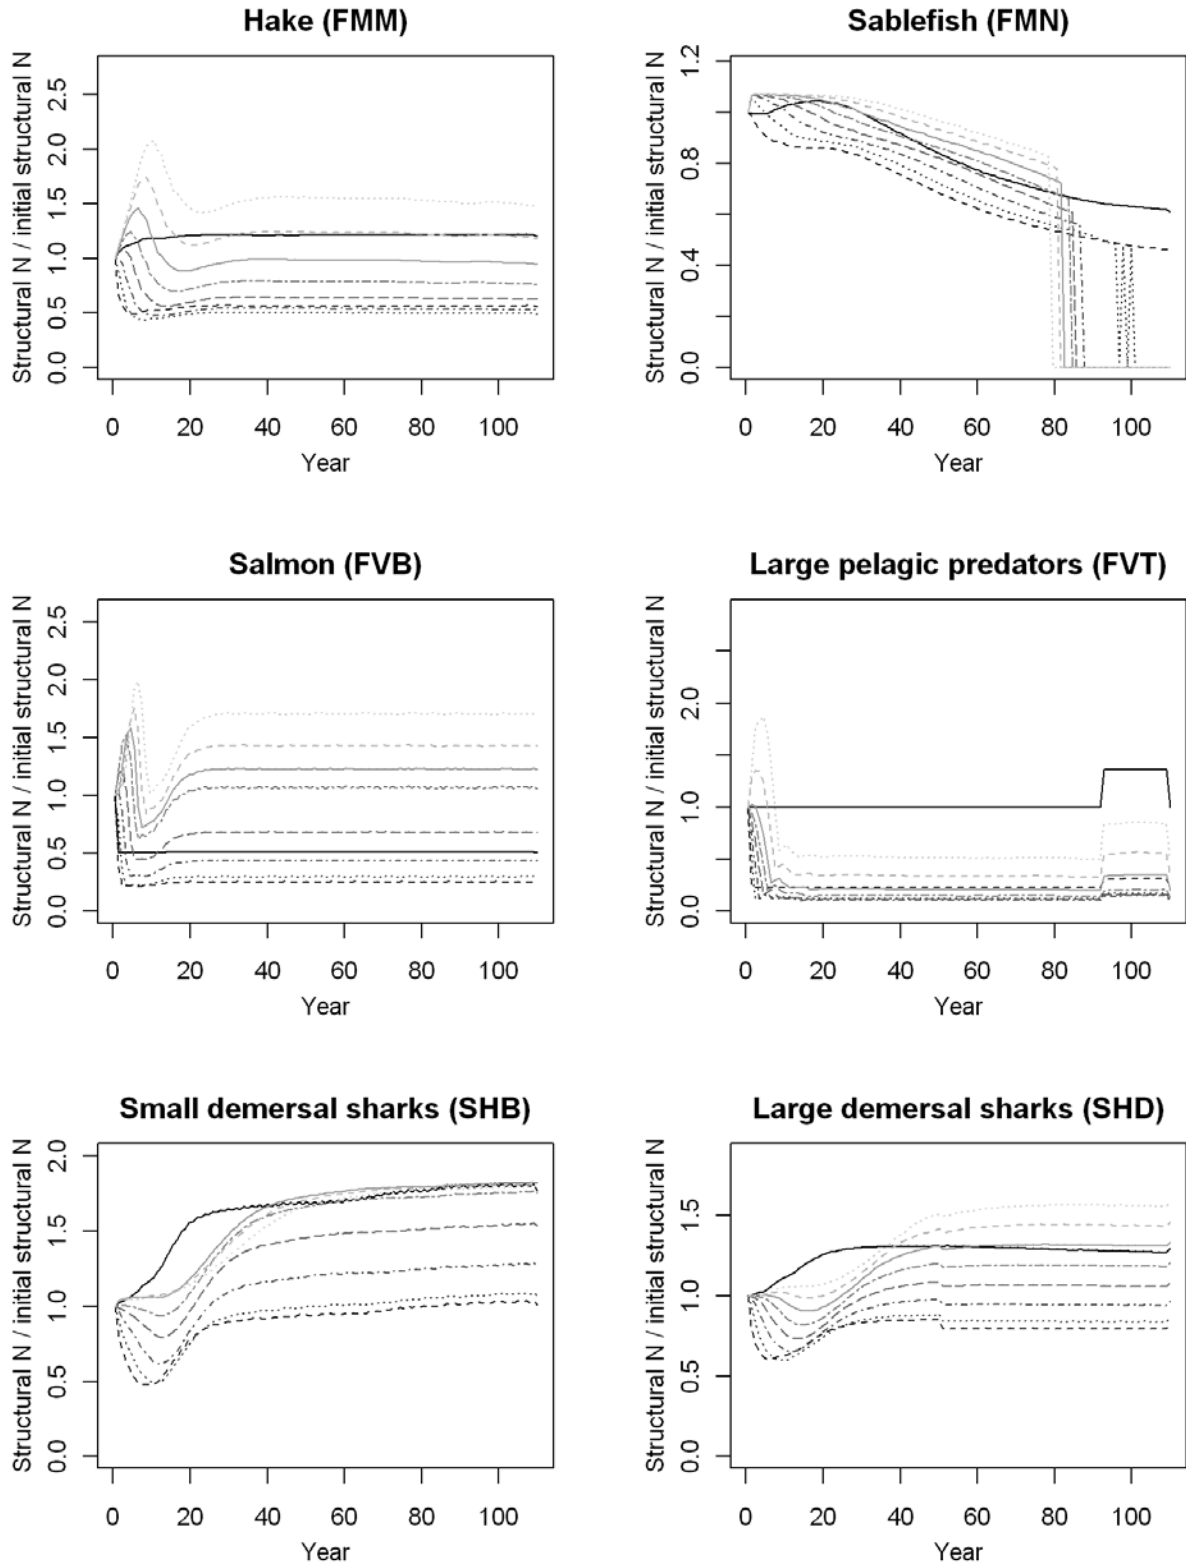 Hake (FMM)
Structural N / initial structural N
0.0 0.5 1.0 1.5 2.0 2.5
0 20 40 60 80 100
Year
Sablefish (FMN)
Structural N / initial structural N
0.0 0.4 0.8 1.2
0 20 40 60 80 100
Year
Salmon (FVB)
Structural N / initial structural N
0.0 0.5 1.0 1.5 2.0 2.5
0 20 40 60 80 100
Year
Large pelagic predators (FVT)
Structural N / initial structural N
0.0 1.0 2.0
0 20 40 60 80 100
Year
Small demersal sharks (SHB)
Structural N / initial structural N
0.0 0.5 1.0 1.5 2.0
0 20 40 60 80 100
Year
Large demersal sharks (SHD)
Structural N / initial structural N
0.0 0.5 1.0 1.5
0 20 40 60 80 100
Year